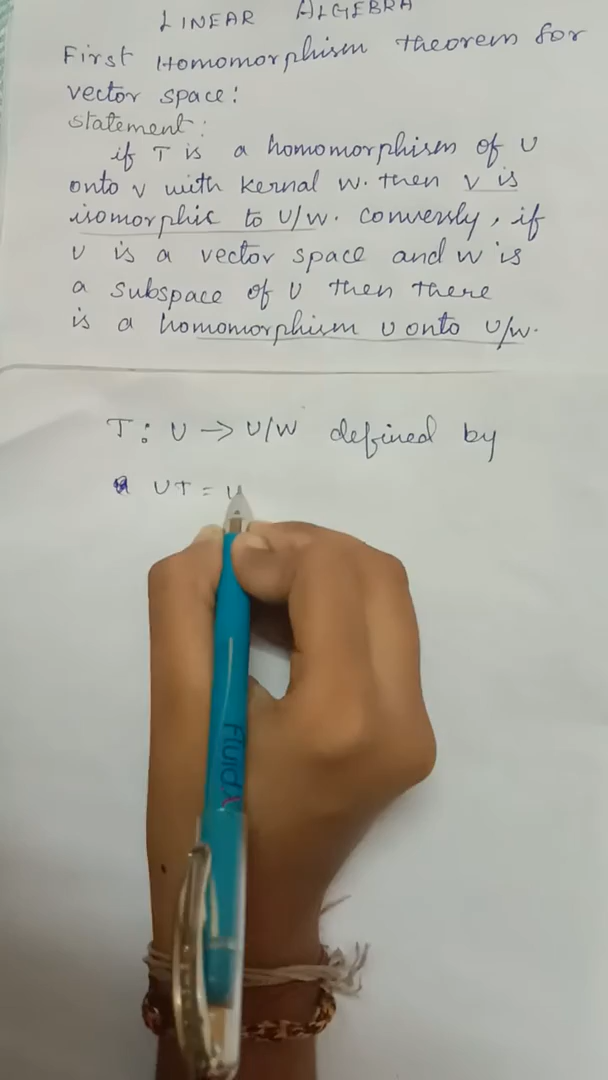 LINEAR ALGEBRA
First Homomorphism theorem for
vector space:
statement:
if T is a homomorphism of U
onto V with kernal W. then V is
isomorphic to U/W. conversly, if
U is a vector space and W is
a subspace of U then there
is a homomorphism U onto U/W.
T: U → U/W defined by
UT = U
Fluidx